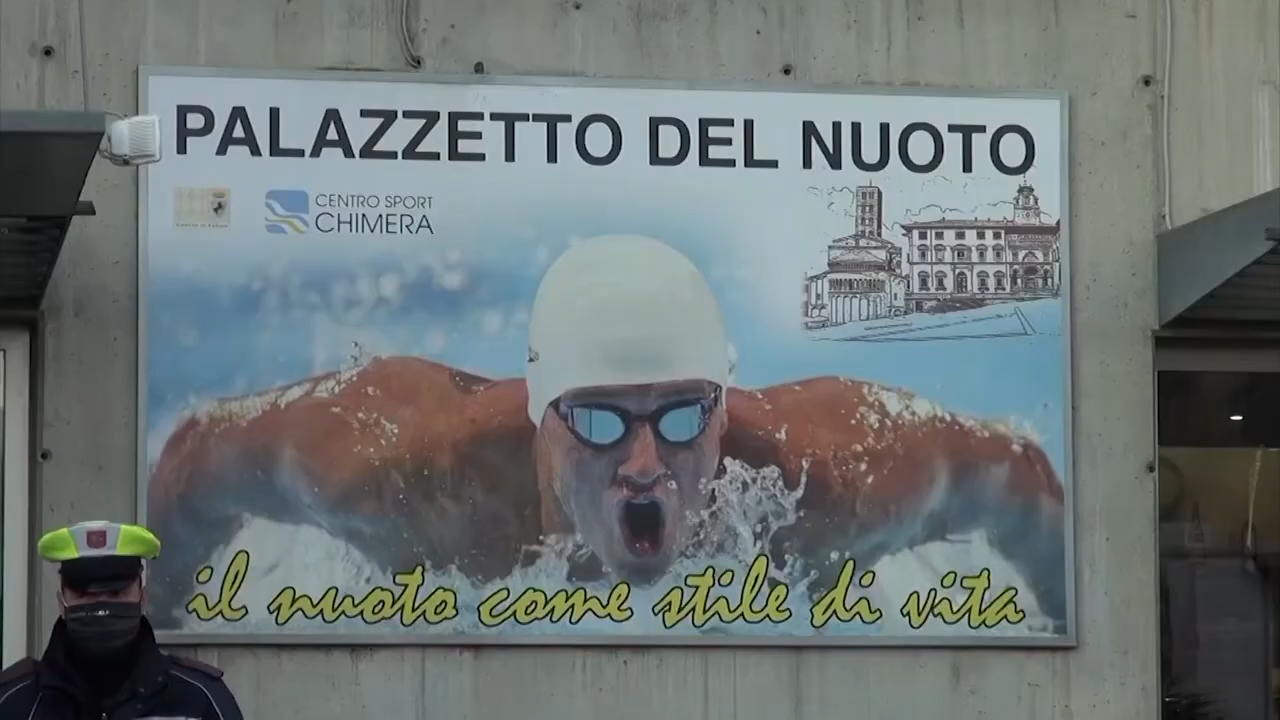 PALAZZETTO DEL NUOTO
CENTRO SPORT
CHIMERA
il nuoto come stile di vita